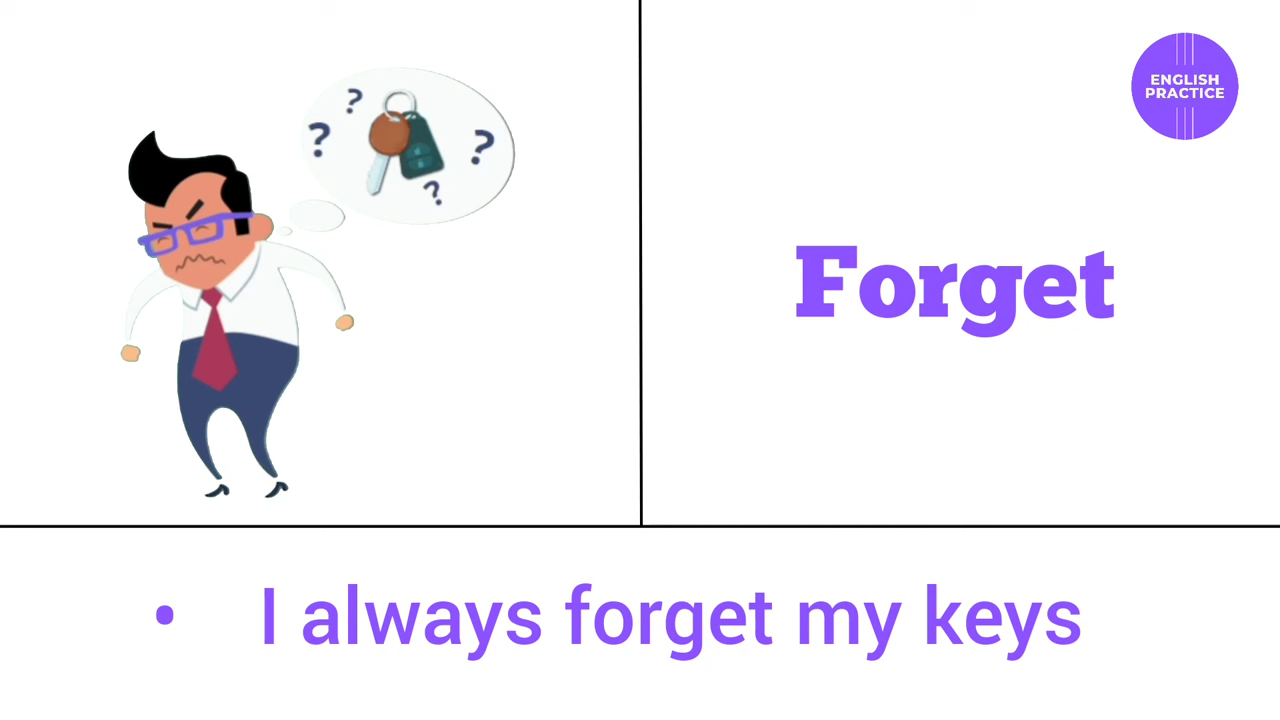 ENGLISH
PRACTICE
? ? ? ?
Forget
• I always forget my keys